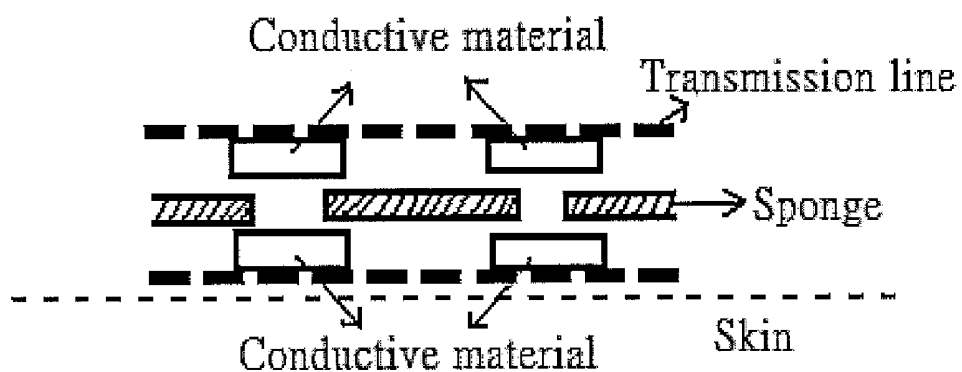 Conductive material
Transmission line
Sponge
Skin
Conductive material